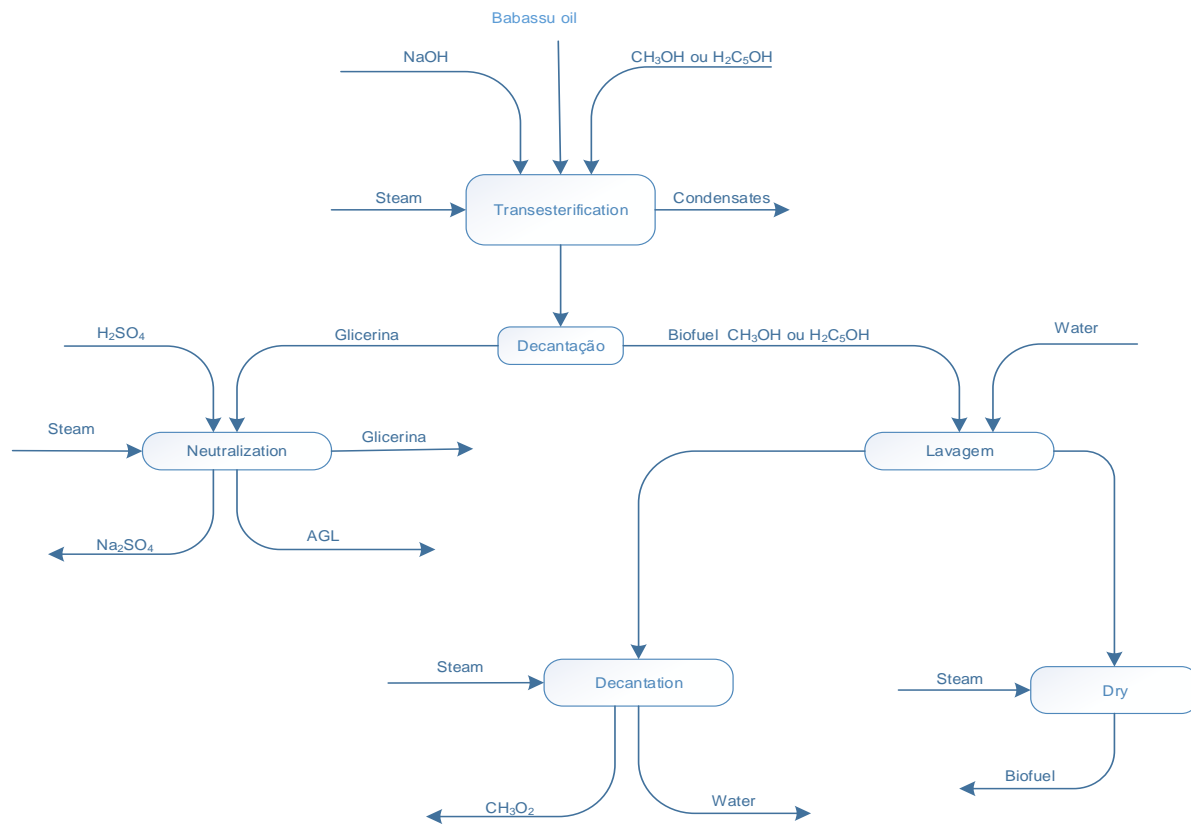 Babassu oil
NaOH
CH₃OH ou H₂C₅OH
Steam
Transesterification
Condensates
H₂SO₄
Glicerina
Decantação
Biofuel CH₃OH ou H₂C₅OH
Water
Steam
Neutralization
Glicerina
Lavagem
Na₂SO₄
AGL
Steam
Decantation
Steam
Dry
CH₃O₂
Water
Biofuel